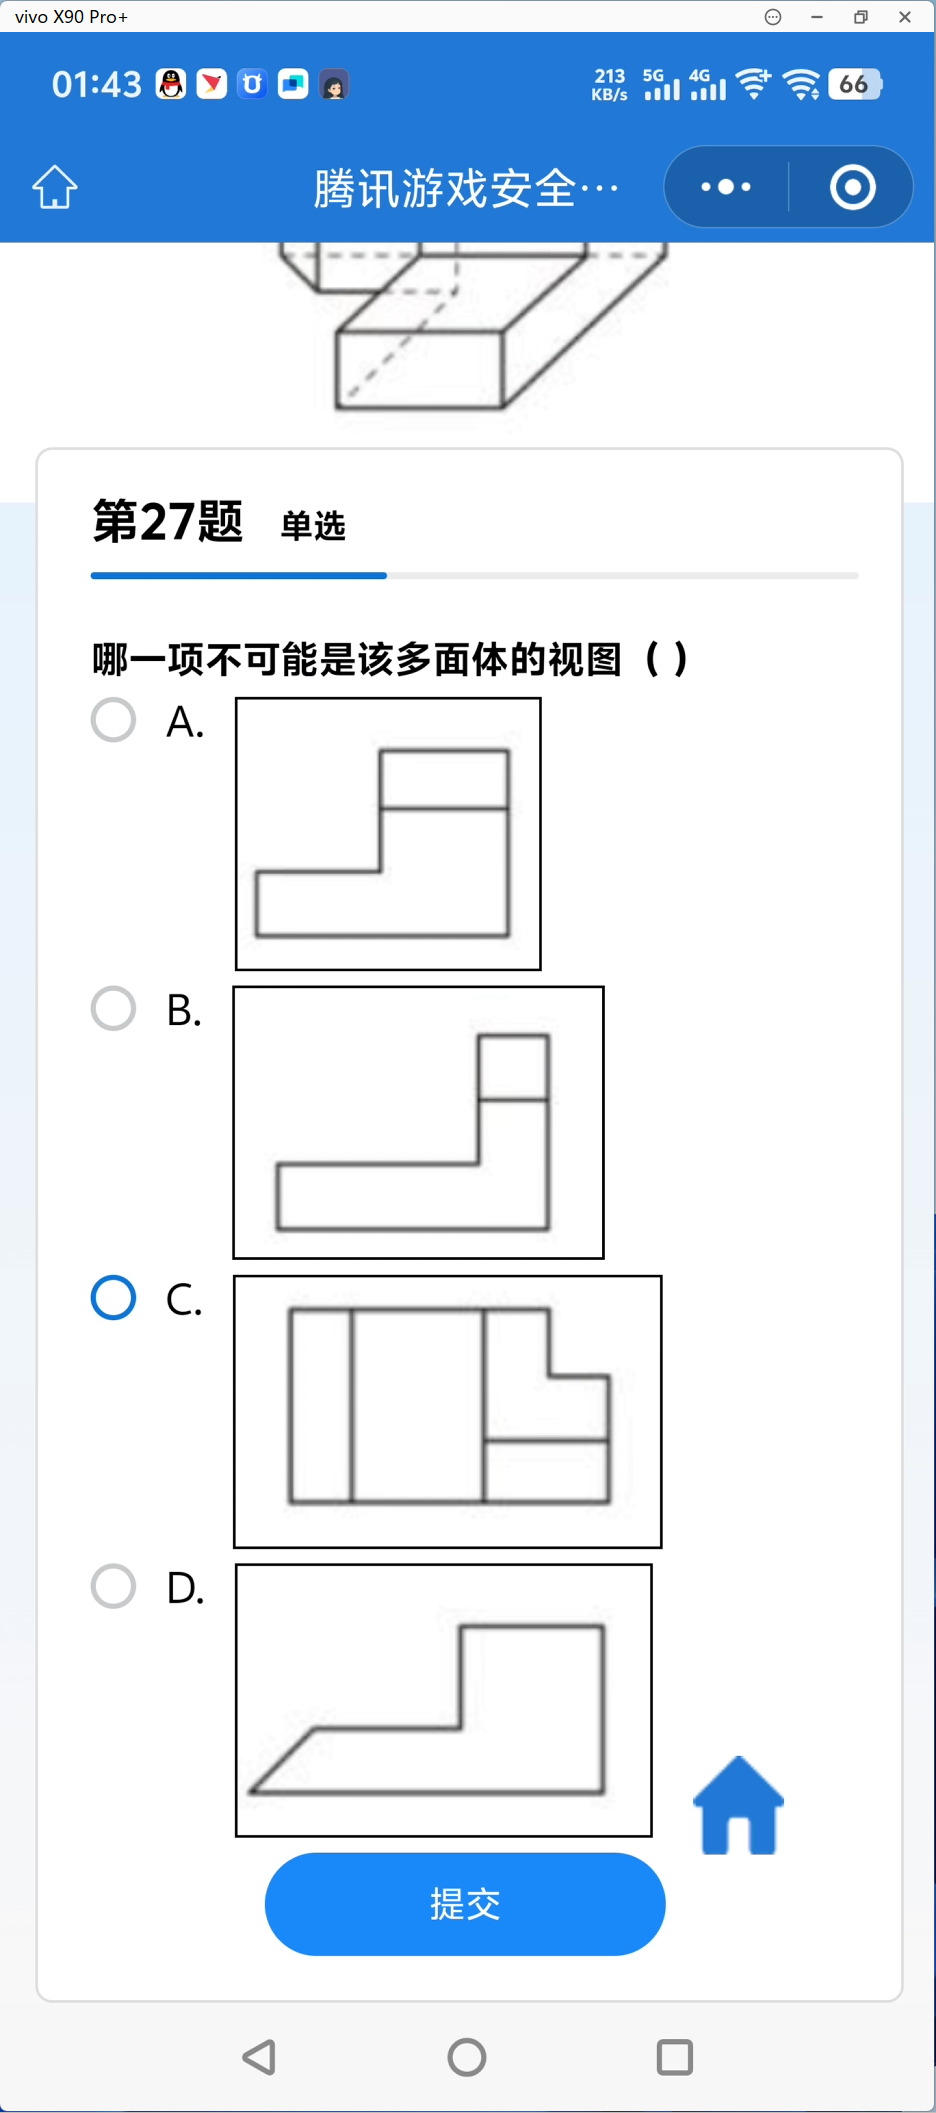 vivo X90 Pro+
01:43
213 KB/s 5G 4G 66
腾讯游戏安全···
第27题 单选
哪一项不可能是该多面体的视图（ ）
A.
B.
C.
D.
提交